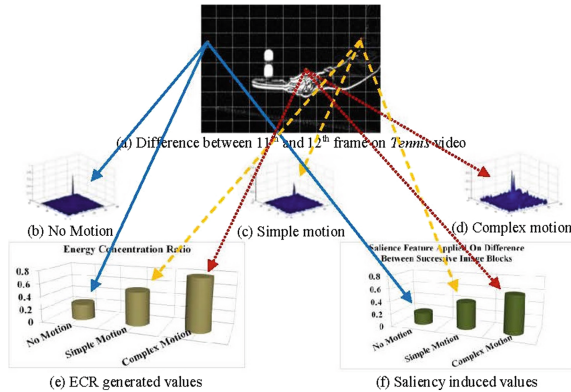 (a) Difference between 11th and 12th frame on Tennis video
(b) No Motion
(c) Simple motion
(d) Complex motion
Energy Concentration Ratio
0.8
0.6
0.4
0.2
0
No Motion
Simple Motion
Complex Motion
(e) ECR generated values
Salience Feature Applied On Difference
Between Successive Image Blocks
0.8
0.6
0.4
0.2
0
No Motion
Simple Motion
Complex Motion
(f) Saliency induced values